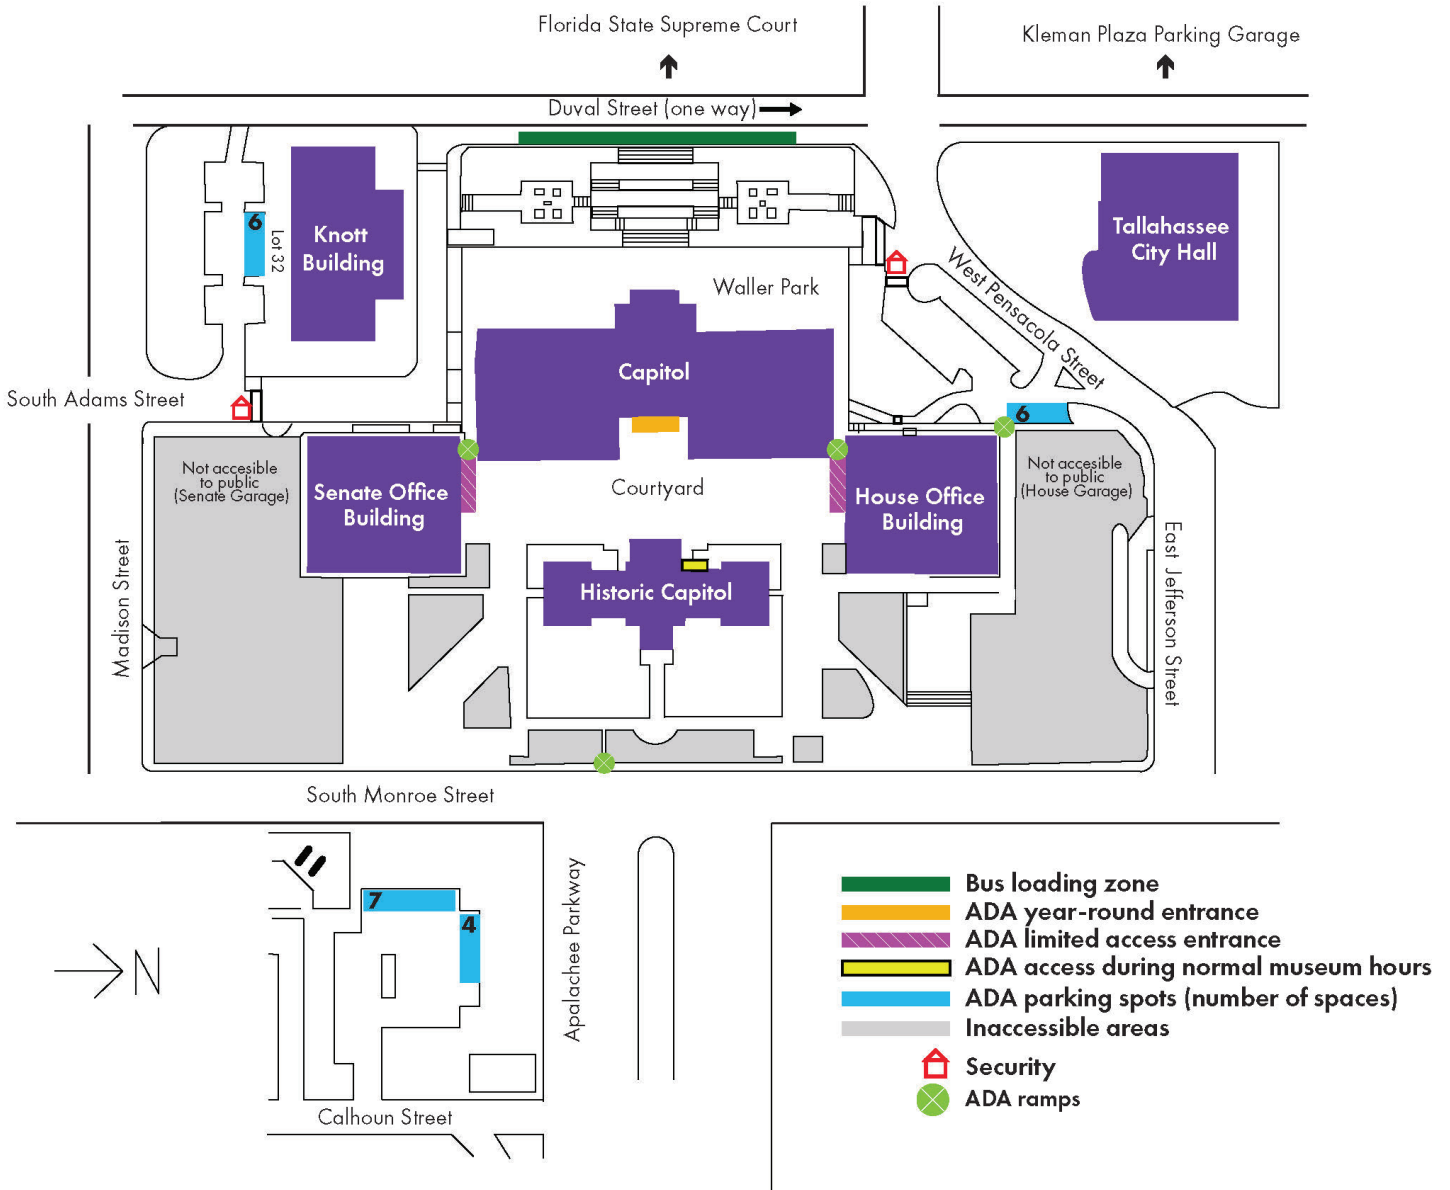 Florida State Supreme Court
Kleman Plaza Parking Garage
Duval Street (one way)
6
Lot 32
Knott
Building
Tallahassee
City Hall
Waller Park
West Pensacola Street
Capitol
South Adams Street
6
Not accesible
to public
(Senate Garage)
Senate Office
Building
Courtyard
House Office
Building
Not accesible
to public
(House Garage)
Madison Street
Historic Capitol
East Jefferson Street
South Monroe Street
7
4
Apalachee Parkway
N
Calhoun Street
Bus loading zone
ADA year-round entrance
ADA limited access entrance
ADA access during normal museum hours
ADA parking spots (number of spaces)
Inaccessible areas
Security
ADA ramps